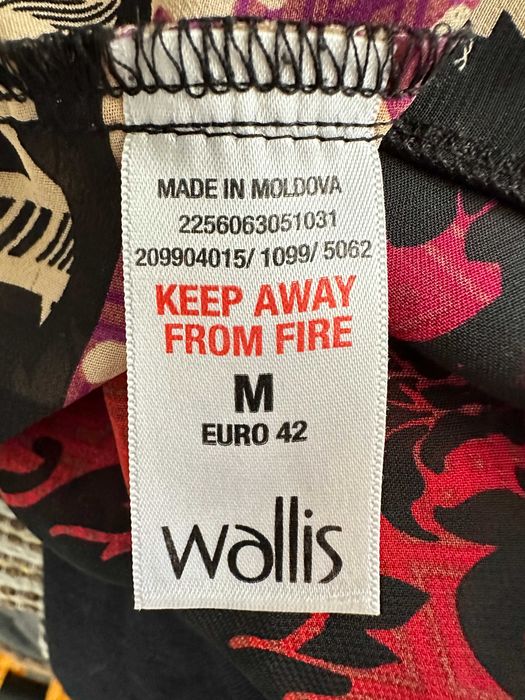 MADE IN MOLDOVA
2256063051031
209904015/ 1099/ 5062
KEEP AWAY
FROM FIRE
M
EURO 42
wallis